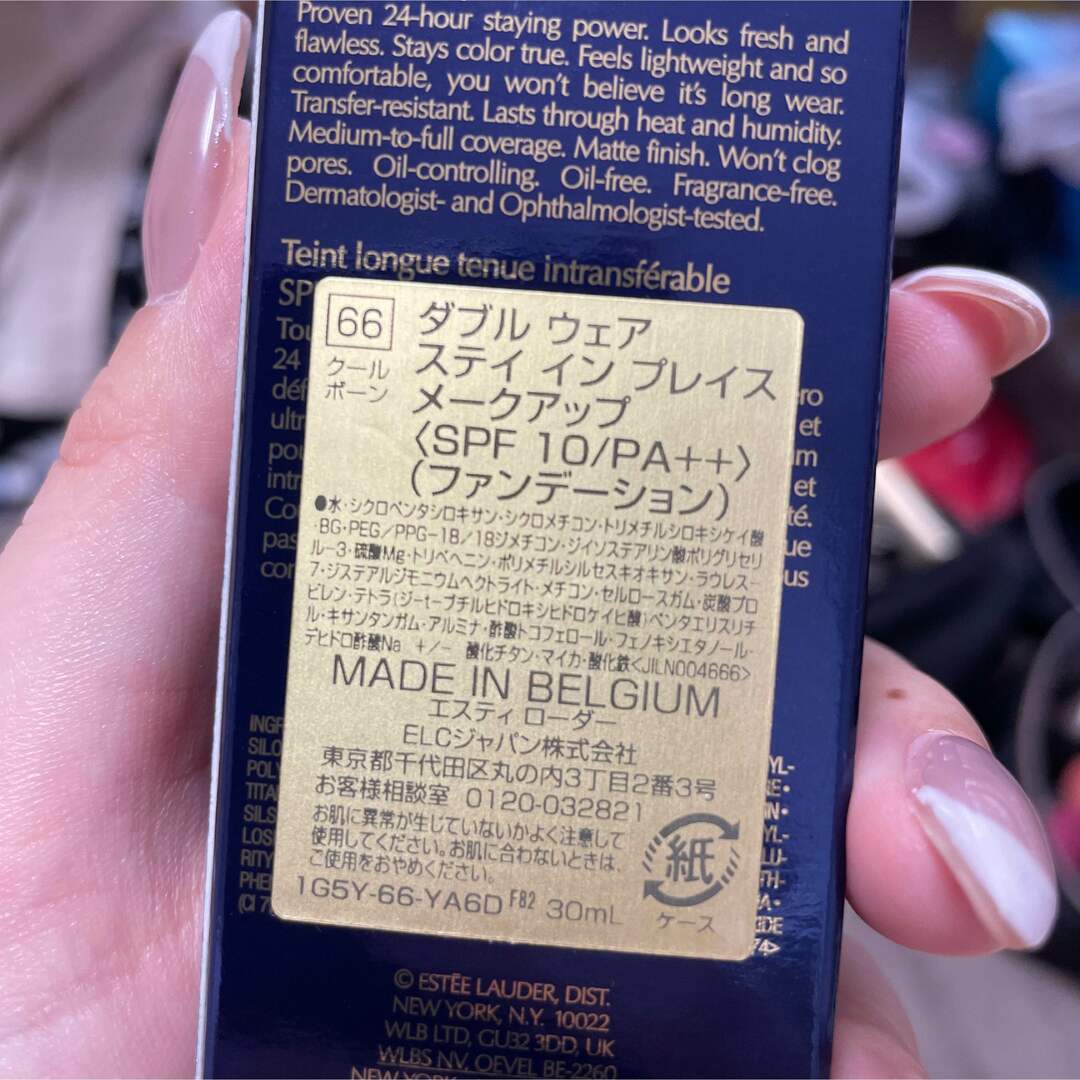 Proven 24-hour staying power. Looks fresh and
flawless. Stays color true. Feels lightweight and so
comfortable, you won't believe it's long wear.
Transfer-resistant. Lasts through heat and humidity.
Medium-to-full coverage. Matte finish. Won't clog
pores. Oil-controlling. Oil-free. Fragrance-free.
Dermatologist- and Ophthalmologist-tested.
Teint longue tenue intransférable
66
クール
ボーン
ダブル ウェア
ステイ イン プレイス
メークアップ
〈SPF 10/PA++〉
(ファンデーション)
●水・シクロペンタシロキサン・シクロメチコン・トリメチルシロキシケイ酸
・BG・PEG/PPG-18/18ジメチコン・ジイソステアリン酸ポリグリセリ
ル-3・硫酸Mg・トリベヘニン・ポリメチルシルセスキオキサン・ラウレス-
7・ジステアルジモニウムヘクトライト・メチコン・セルロースガム・炭酸プロ
ピレン・テトラ(ジ-t-ブチルヒドロキシヒドロケイヒ酸)ペンタエリスリチ
ル・キサンタンガム・アルミナ・酢酸トコフェロール・フェノキシエタノール・
デヒドロ酢酸Na +/- 酸化チタン・マイカ・酸化鉄<JILN004666>
MADE IN BELGIUM
エスティ ローダー
ELCジャパン株式会社
東京都千代田区丸の内3丁目2番3号
お客様相談室 0120-032821
お肌に異常が生じていないかよく注意して
使用してください。お肌に合わないときは、
ご使用をおやめください。
紙
ケース
1G5Y-66-YA6D F82 30mL
© ESTĒE LAUDER, DIST.
NEW YORK, N.Y. 10022
WLB LTD, GU32 3DD, UK
WLBS NV, OEVEL BE-2260